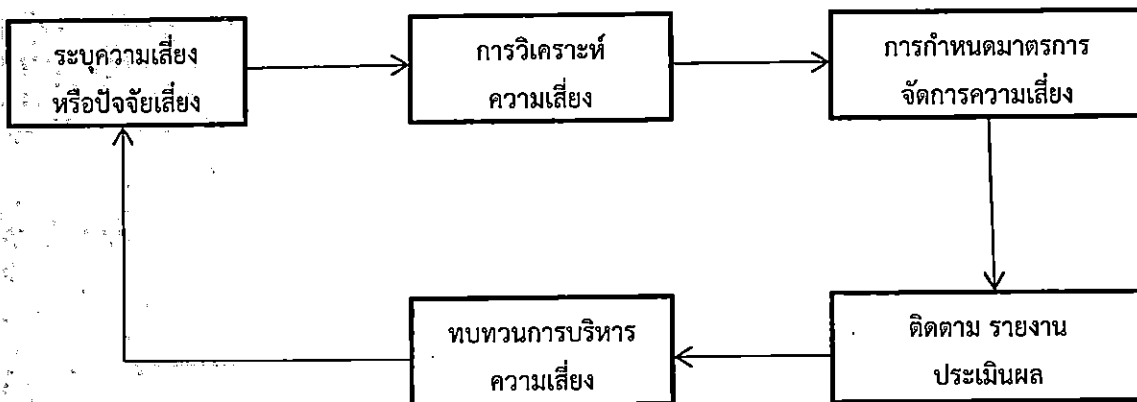 ระบุความเสี่ยง
หรือปัจจัยเสี่ยง
การวิเคราะห์
ความเสี่ยง
การกำหนดมาตรการ
จัดการความเสี่ยง
ติดตาม รายงาน
ประเมินผล
ทบทวนการบริหาร
ความเสี่ยง